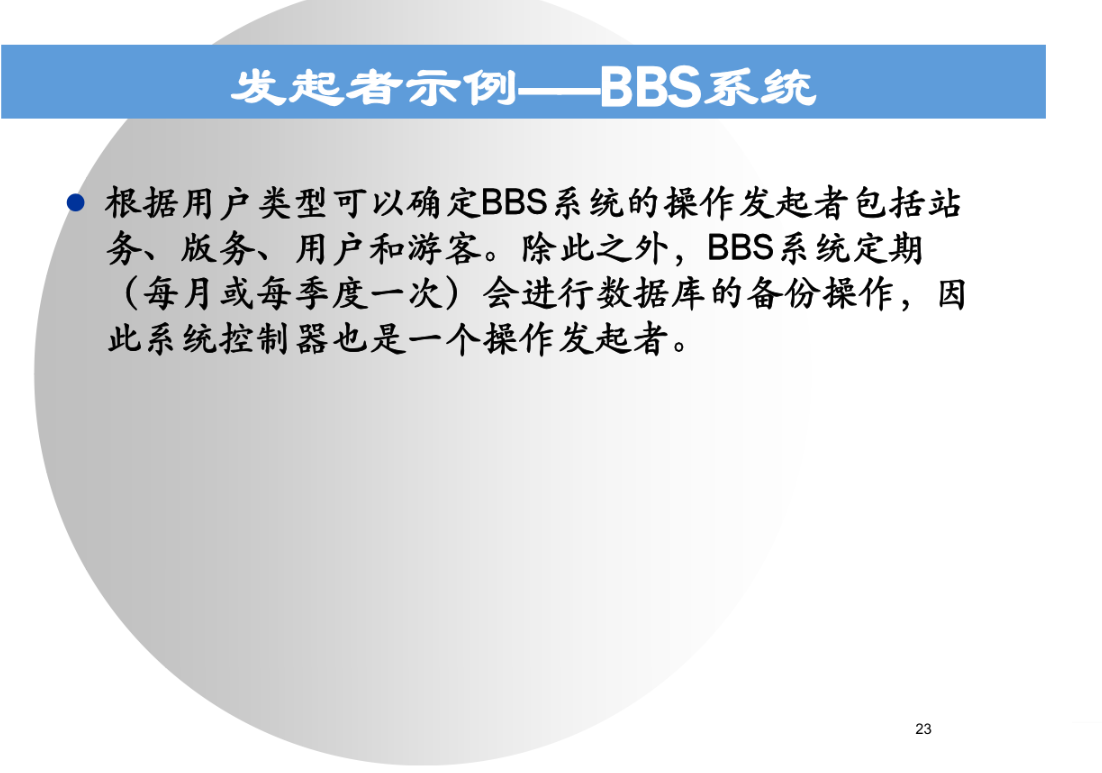 发起者示例——BBS系统
● 根据用户类型可以确定BBS系统的操作发起者包括站
务、版务、用户和游客。除此之外，BBS系统定期
（每月或每季度一次）会进行数据库的备份操作，因
此系统控制器也是一个操作发起者。
23